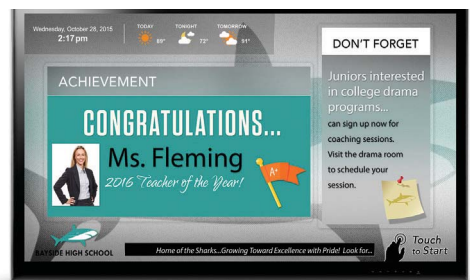 Wednesday, October 28, 2015
2:17 pm
TODAY
TONIGHT
TOMORROW
89°
72°
91°
DON'T FORGET
Juniors interested
in college drama
programs...
can sign up now for
coaching sessions.
Visit the drama room
to schedule your
session.
ACHIEVEMENT
CONGRATULATIONS...
Ms. Fleming
2016 Teacher of the Year!
A+
BAYSIDE HIGH SCHOOL
Home of the Sharks...Growing Toward Excellence with Pride! Look for...
Touch
to Start